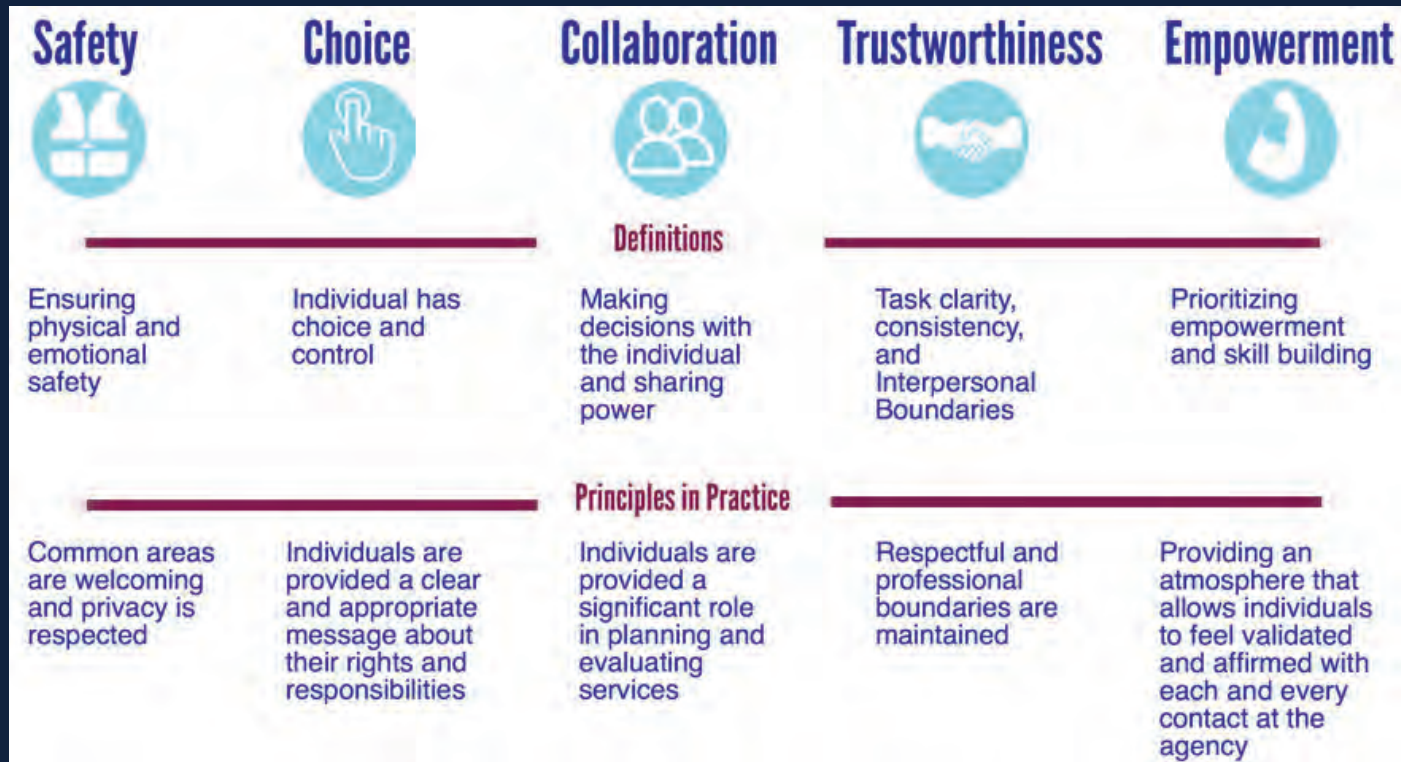 Safety
Choice
Collaboration
Trustworthiness
Empowerment
Definitions
Ensuring
physical and
emotional
safety
Individual has
choice and
control
Making
decisions with
the individual
and sharing
power
Task clarity,
consistency,
and
Interpersonal
Boundaries
Prioritizing
empowerment
and skill building
Principles in Practice
Common areas
are welcoming
and privacy is
respected
Individuals are
provided a clear
and appropriate
message about
their rights and
responsibilities
Individuals are
provided a
significant role
in planning and
evaluating
services
Respectful and
professional
boundaries are
maintained
Providing an
atmosphere that
allows individuals
to feel validated
and affirmed with
each and every
contact at the
agency